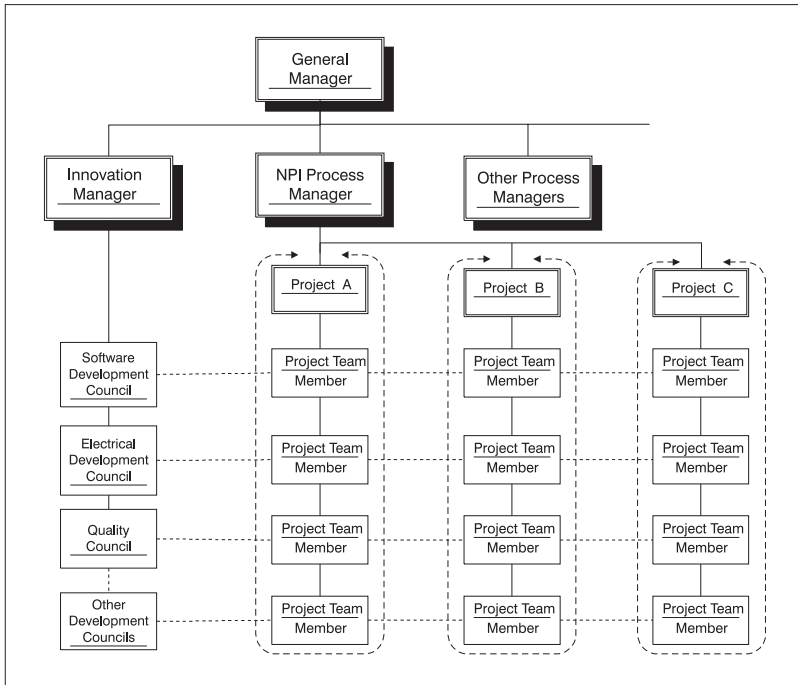 General
Manager
Innovation
Manager
NPI Process
Manager
Other Process
Managers
Project A
Project B
Project C
Software
Development
Council
Project Team
Member
Project Team
Member
Project Team
Member
Electrical
Development
Council
Project Team
Member
Project Team
Member
Project Team
Member
Quality
Council
Project Team
Member
Project Team
Member
Project Team
Member
Other
Development
Councils
Project Team
Member
Project Team
Member
Project Team
Member